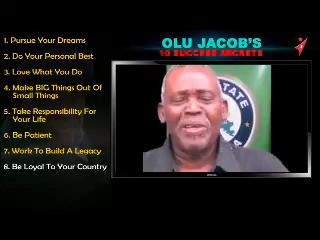 1. Pursue Your Dreams
2. Do Your Personal Best
3. Love What You Do
4. Make BIG Things Out Of
Small Things
5. Take Responsibility For
Your Life
6. Be Patient
7. Work To Build A Legacy
8. Be Loyal To Your Country
OLU JACOB'S
10 SUCCESS SECRETS
STATE